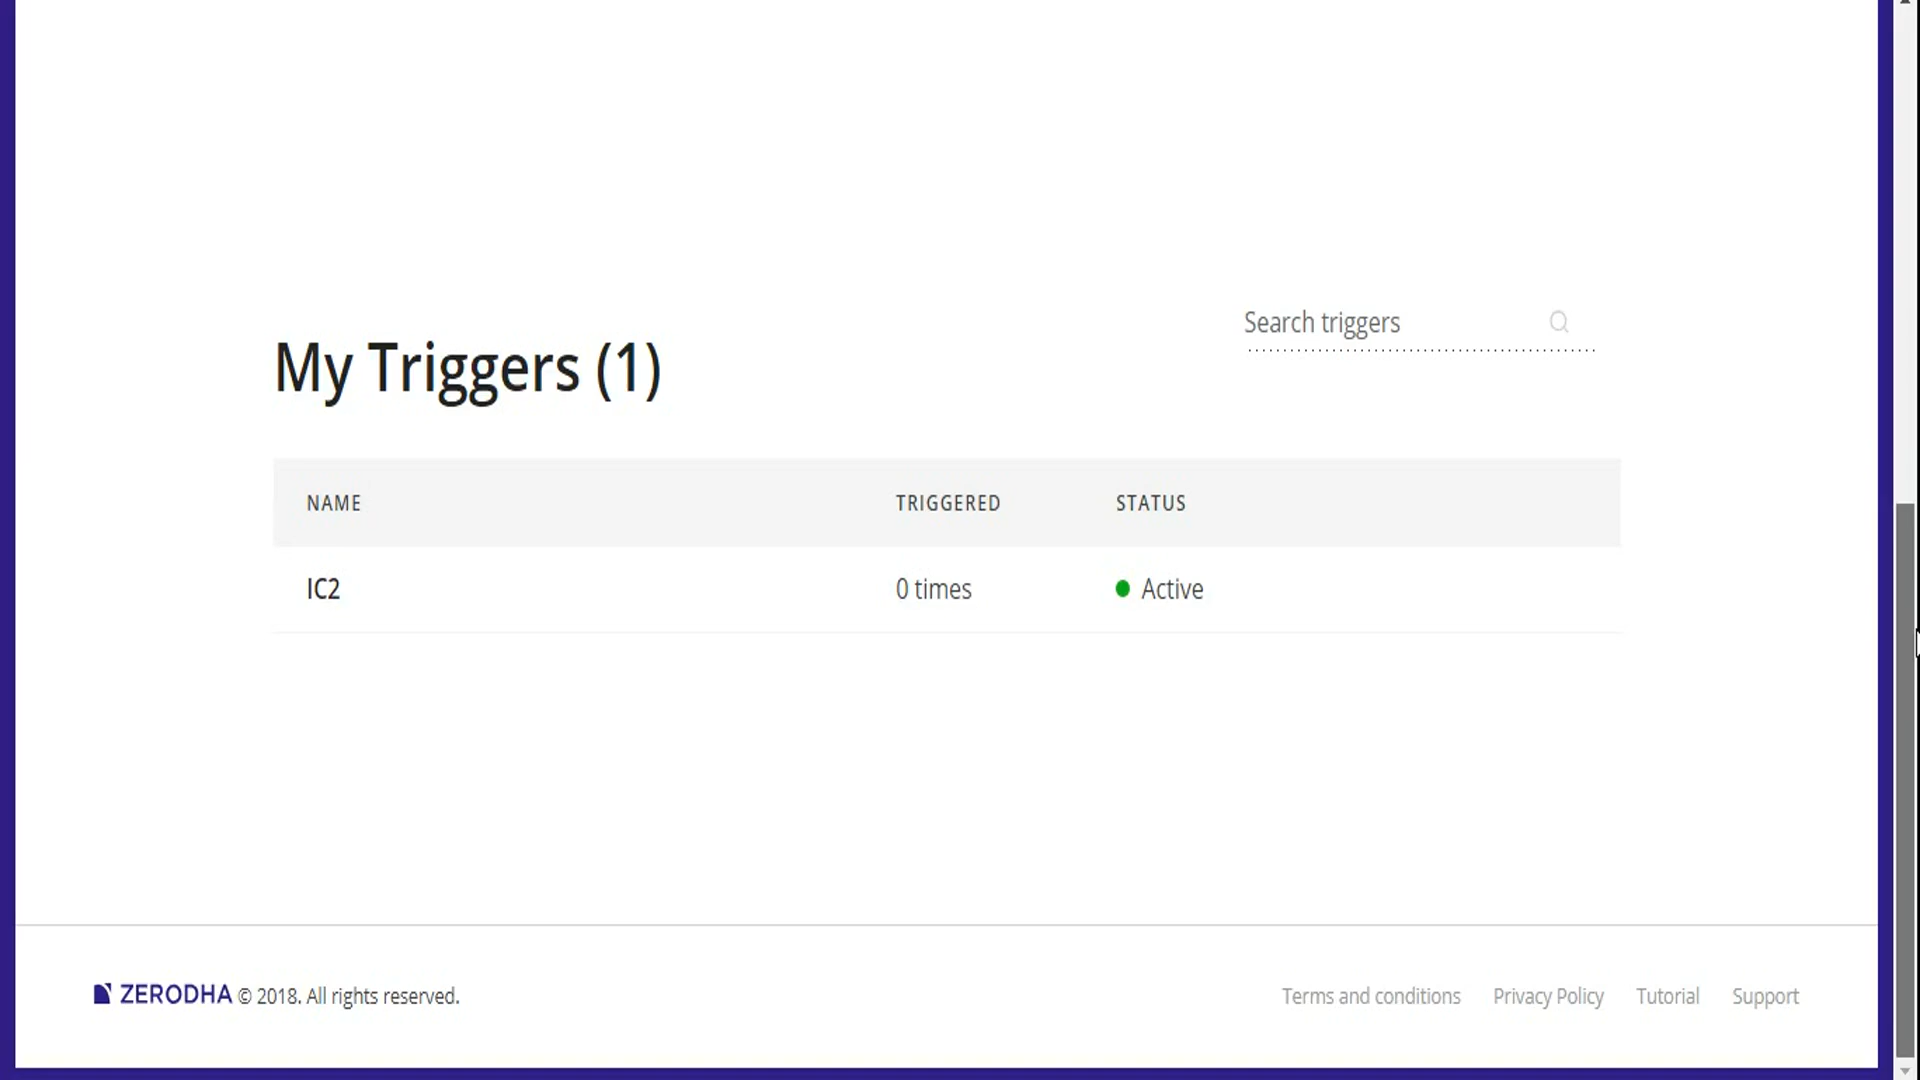 Search triggers
My Triggers (1)
NAME TRIGGERED STATUS
IC2 0 times Active
ZERODHA © 2018. All rights reserved. Terms and conditions Privacy Policy Tutorial Support